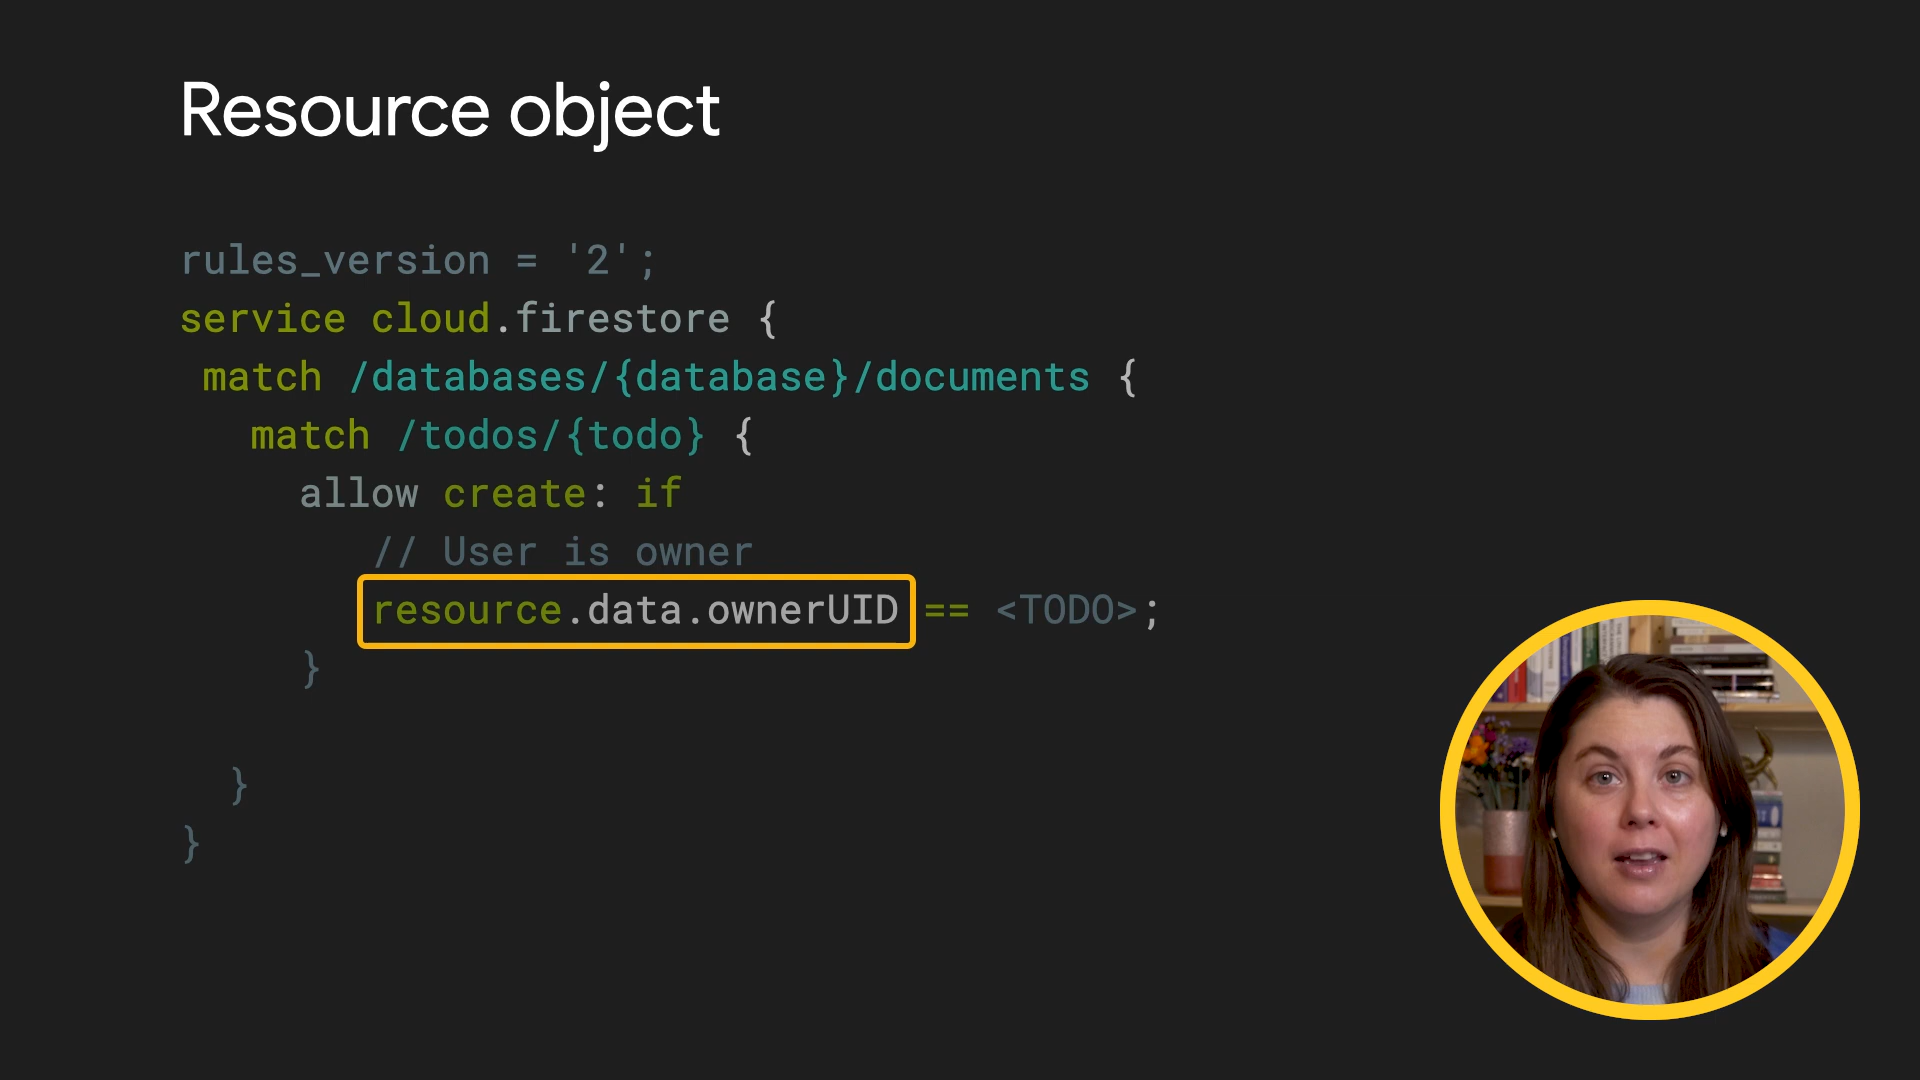 Resource object
rules_version = '2';
service cloud.firestore {
match /databases/{database}/documents {
match /todos/{todo} {
allow create: if
// User is owner
resource.data.ownerUID == <TODO>;
}
}
}